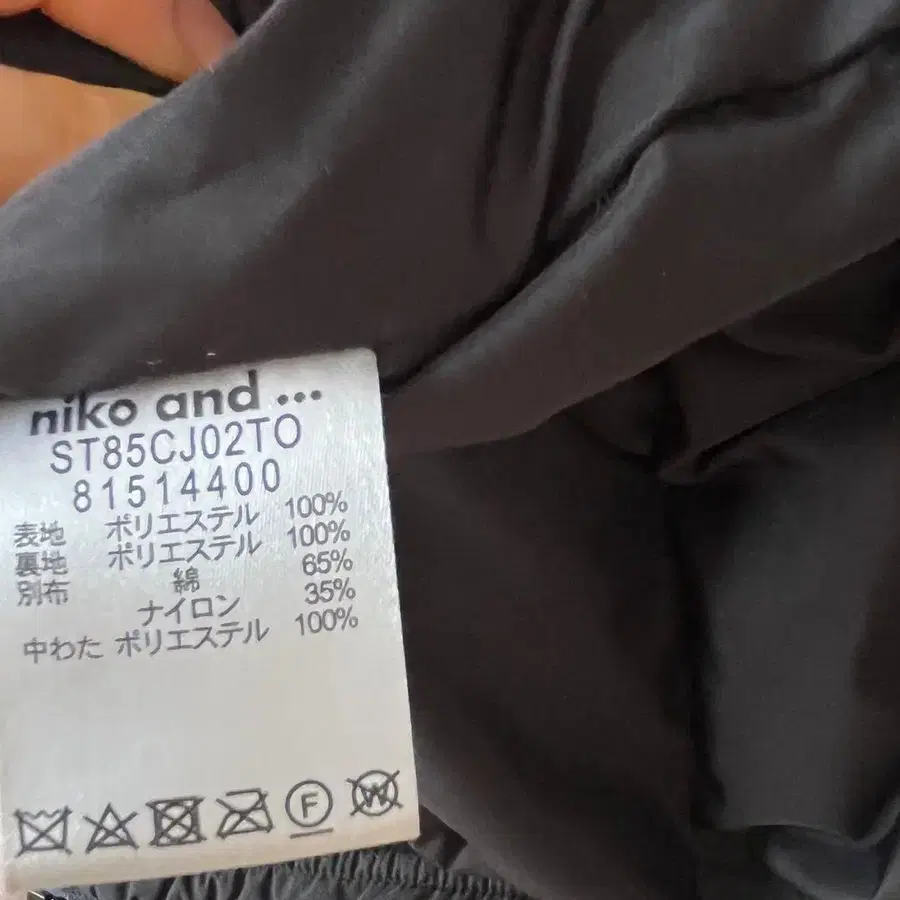 niko and ...
ST85CJ02TO
81514400
表地 ポリエステル 100%
裏地 ポリエステル 100%
別布 綿 65%
ナイロン 35%
中わた ポリエステル 100%
F W